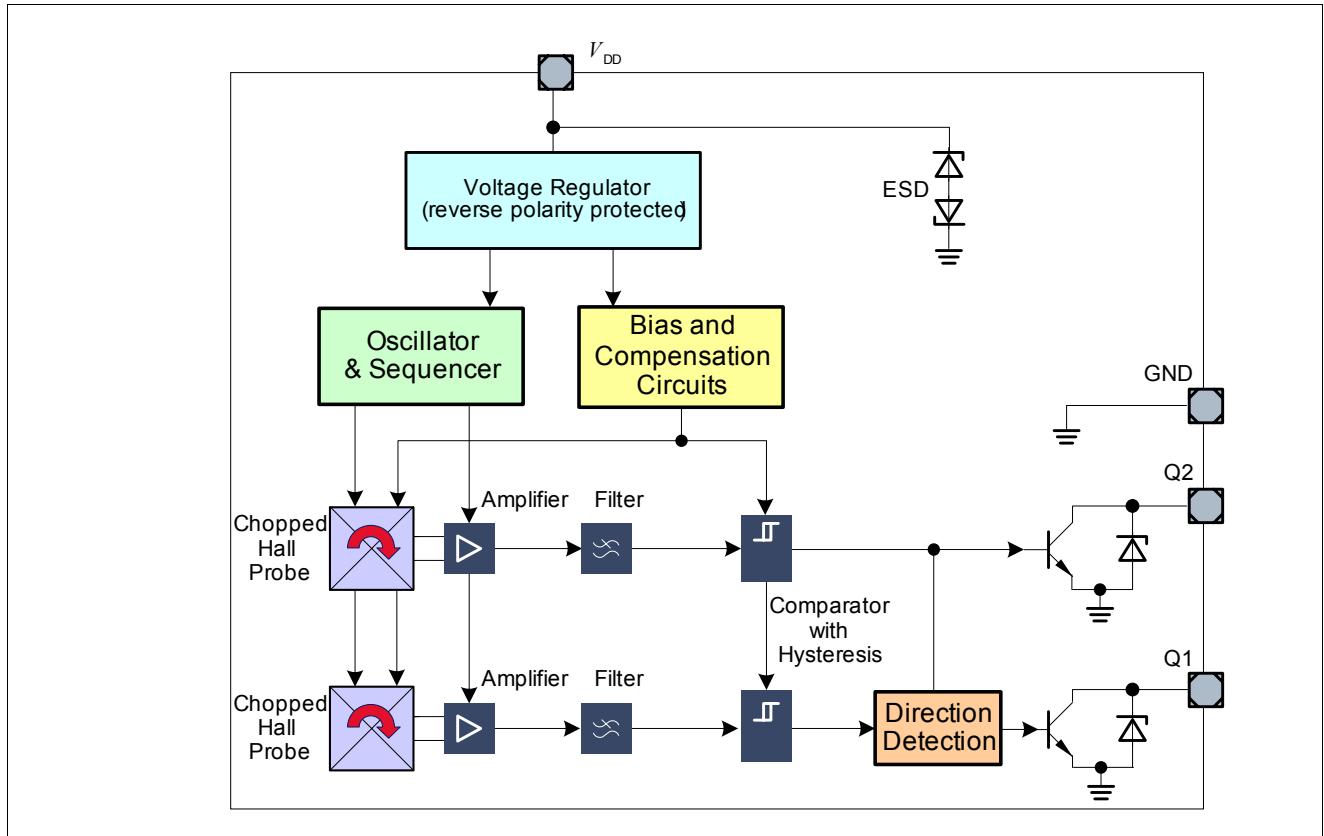 VDD
Voltage Regulator
(reverse polarity protected)
ESD
Oscillator
& Sequencer
Bias and
Compensation
Circuits
GND
Q2
Amplifier
Filter
Chopped
Hall
Probe
Comparator
with
Hysteresis
Q1
Amplifier
Filter
Chopped
Hall
Probe
Direction
Detection